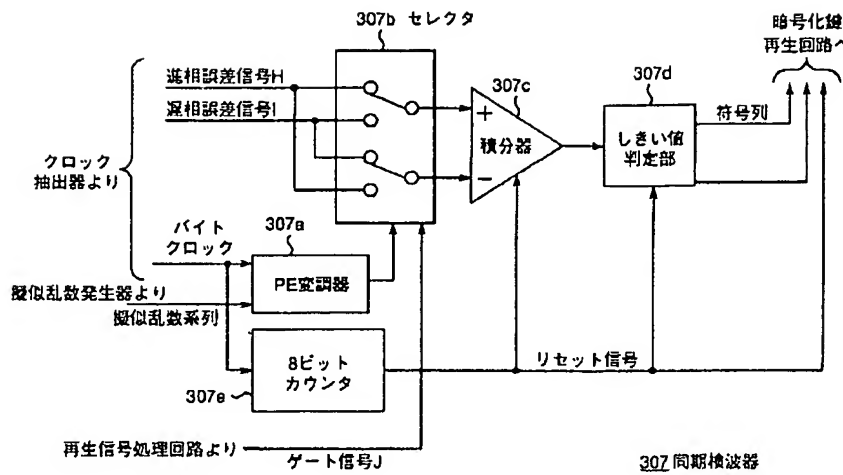 307b セレクタ
暗号化鍵
再生回路へ
進相誤差信号H
遅相誤差信号I
307c
307d
符号列
+
積分器
−
しきい値
判定部
クロック
抽出器より
バイト
クロック
307a
PE変調器
擬似乱数発生器より
擬似乱数系列
8ビット
カウンタ
307e
リセット信号
再生信号処理回路より
ゲート信号J
307 同期検波器